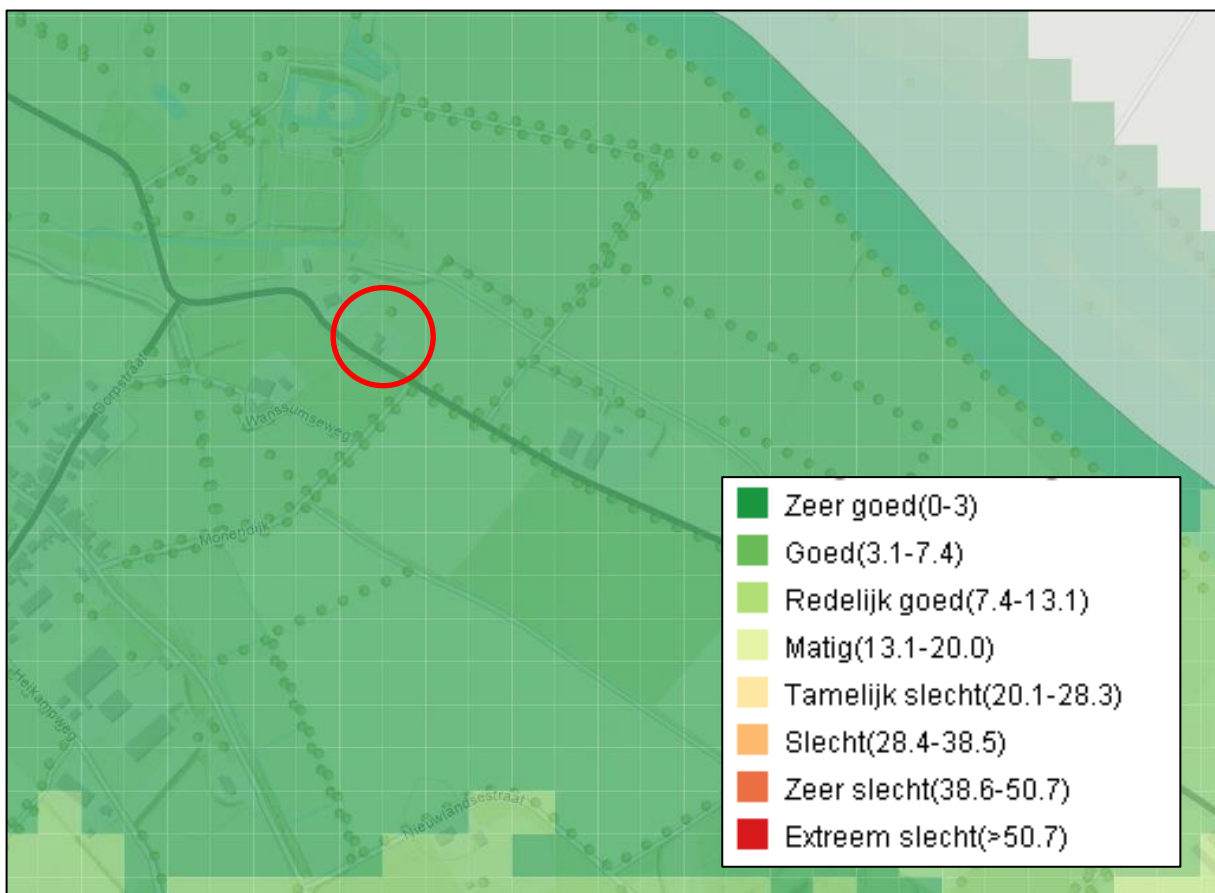 Dorpstraat
Wanssumseweg
Monendijk
Heikampweg
Nieuwlandsestraat
Zeer goed(0-3)
Goed(3.1-7.4)
Redelijk goed(7.4-13.1)
Matig(13.1-20.0)
Tamelijk slecht(20.1-28.3)
Slecht(28.4-38.5)
Zeer slecht(38.6-50.7)
Extreem slecht(>50.7)